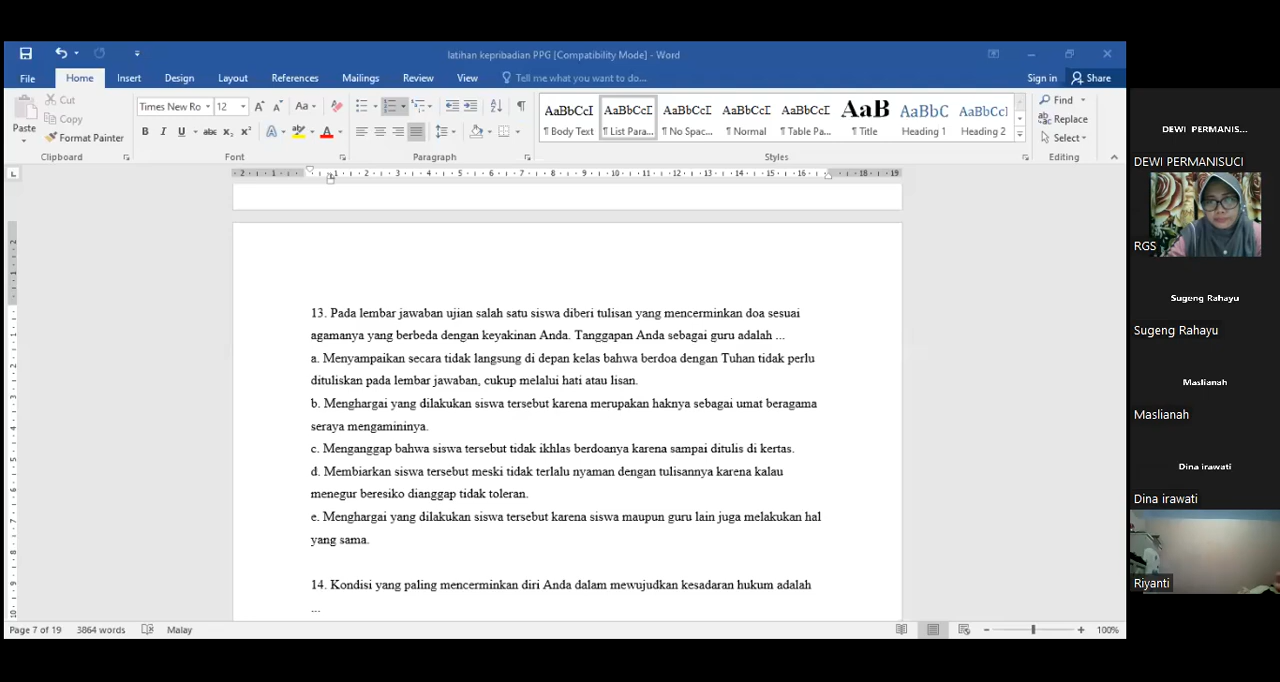 latihan kepribadian PPG [Compatibility Mode] - Word
File Home Insert Design Layout References Mailings Review View Tell me what you want to do... Sign in Share
Paste Cut Copy Format Painter
Times New Ro 12 Aa
B I U abc x₂ x² A A
AaBbCcI AaBbCcD AaBbCcD AaBbCcD AaBbCcD AaB AaBbC AaBbCcI
¶ Body Text ¶ List Para... ¶ No Spac... ¶ Normal ¶ Table Pa... ¶ Title Heading 1 Heading 2
Find Replace Select
Clipboard Font Paragraph Styles Editing
13. Pada lembar jawaban ujian salah satu siswa diberi tulisan yang mencerminkan doa sesuai
agamanya yang berbeda dengan keyakinan Anda. Tanggapan Anda sebagai guru adalah ...
a. Menyampaikan secara tidak langsung di depan kelas bahwa berdoa dengan Tuhan tidak perlu
dituliskan pada lembar jawaban, cukup melalui hati atau lisan.
b. Menghargai yang dilakukan siswa tersebut karena merupakan haknya sebagai umat beragama
seraya mengamininya.
c. Menganggap bahwa siswa tersebut tidak ikhlas berdoanya karena sampai ditulis di kertas.
d. Membiarkan siswa tersebut meski tidak terlalu nyaman dengan tulisannya karena kalau
menegur beresiko dianggap tidak toleran.
e. Menghargai yang dilakukan siswa tersebut karena siswa maupun guru lain juga melakukan hal
yang sama.
14. Kondisi yang paling mencerminkan diri Anda dalam mewujudkan kesadaran hukum adalah
...
Page 7 of 19 3864 words Malay 100%
DEWI PERMANIS...
DEWI PERMANISUCI
RGS
Sugeng Rahayu
Sugeng Rahayu
Maslianah
Maslianah
Dina irawati
Dina irawati
Riyanti